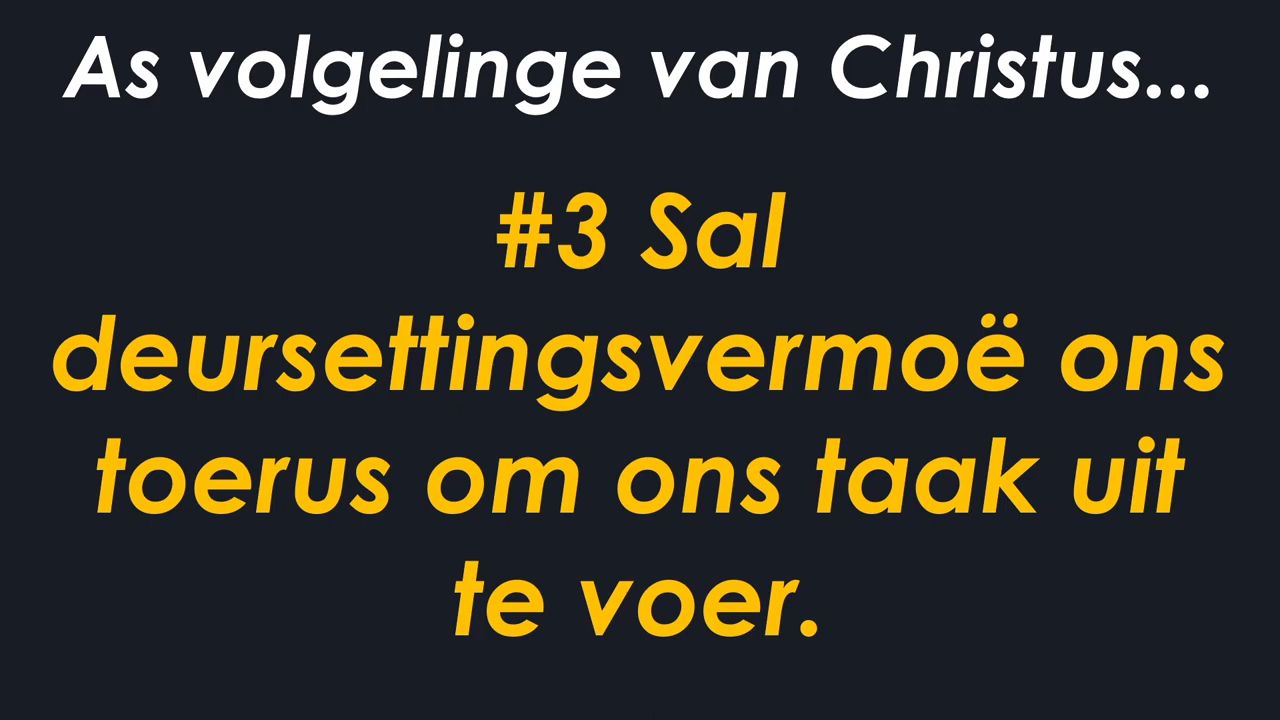 As volgelinge van Christus...
#3 Sal
deursettingsvermoë ons
toerus om ons taak uit
te voer.